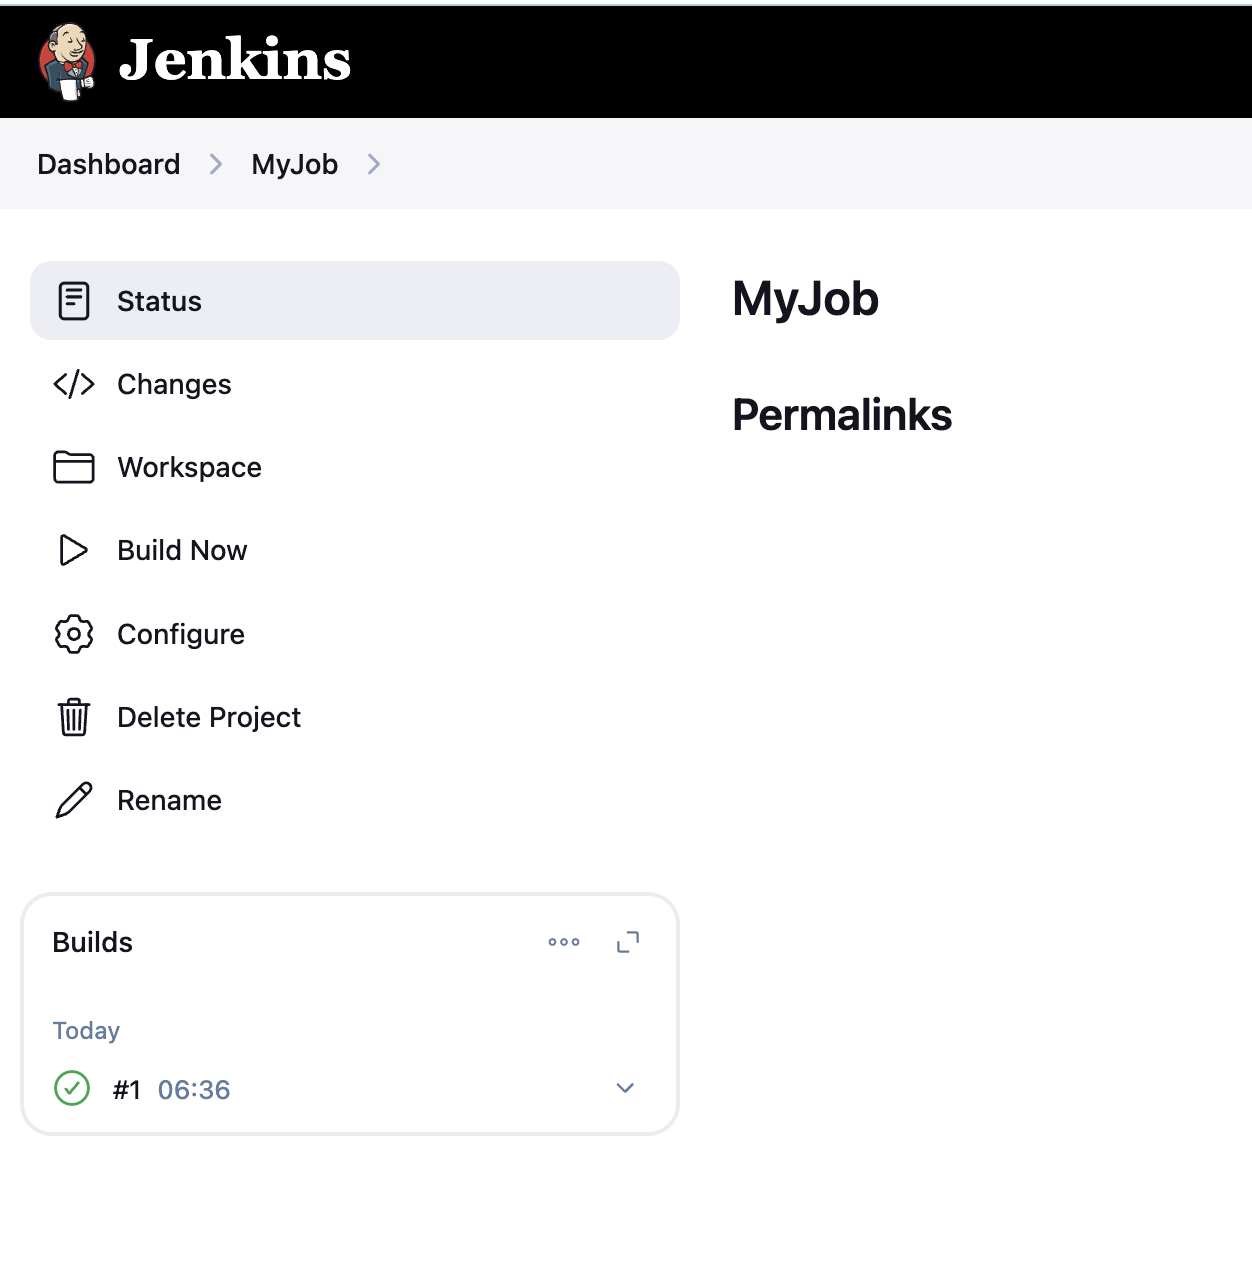 Jenkins
Dashboard
MyJob
Status
Changes
Workspace
Build Now
Configure
Delete Project
Rename
Builds
Today
#1 06:36
MyJob
Permalinks